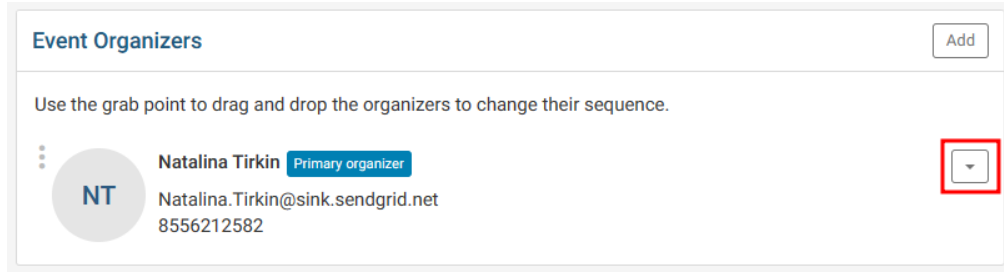 Event Organizers
Add
Use the grab point to drag and drop the organizers to change their sequence.
Natalina Tirkin Primary organizer
NT
Natalina.Tirkin@sink.sendgrid.net
8556212582